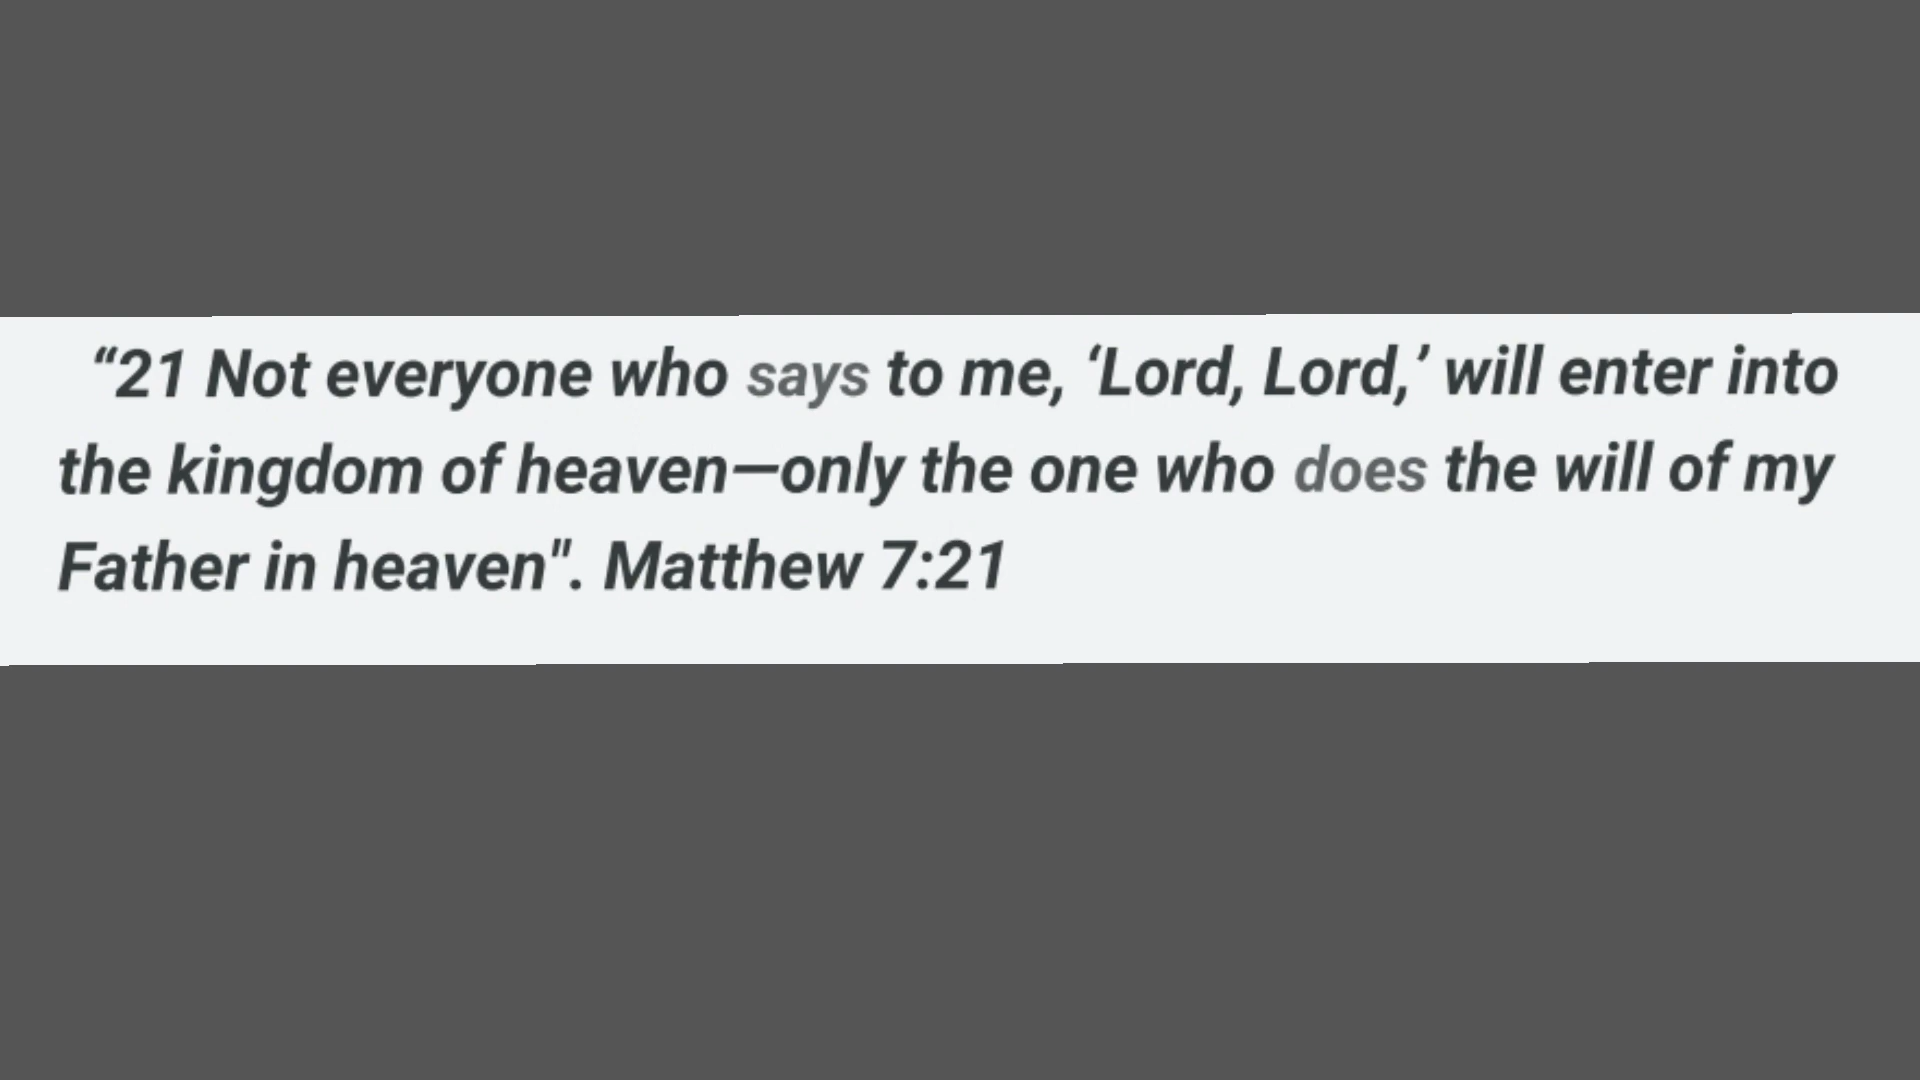 “21 Not everyone who says to me, ‘Lord, Lord,’ will enter into
the kingdom of heaven—only the one who does the will of my
Father in heaven". Matthew 7:21